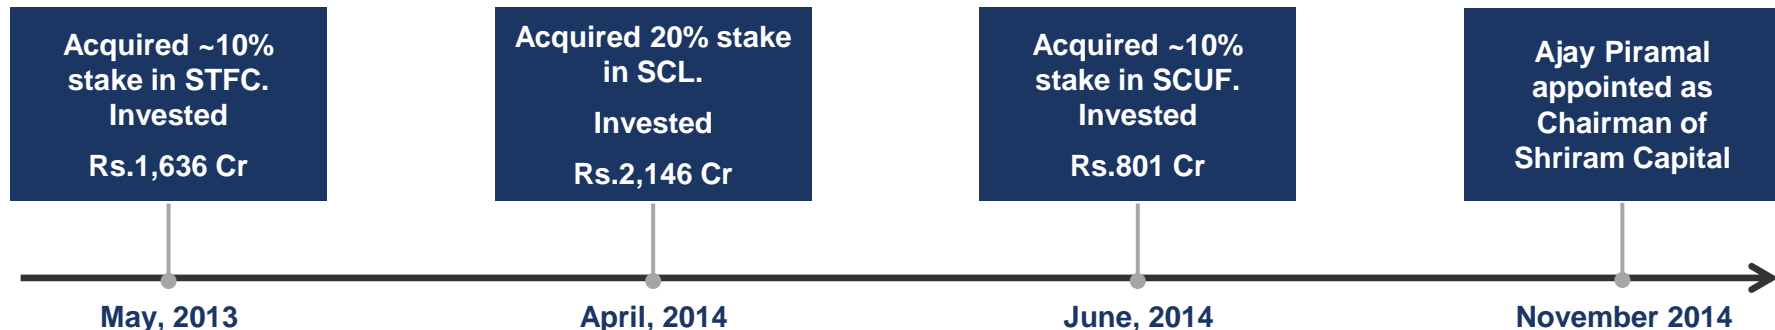 Acquired ~10%
stake in STFC.
Invested
Rs.1,636 Cr
Acquired 20% stake
in SCL.
Invested
Rs.2,146 Cr
Acquired ~10%
stake in SCUF.
Invested
Rs.801 Cr
Ajay Piramal
appointed as
Chairman of
Shriram Capital
May, 2013
April, 2014
June, 2014
November 2014